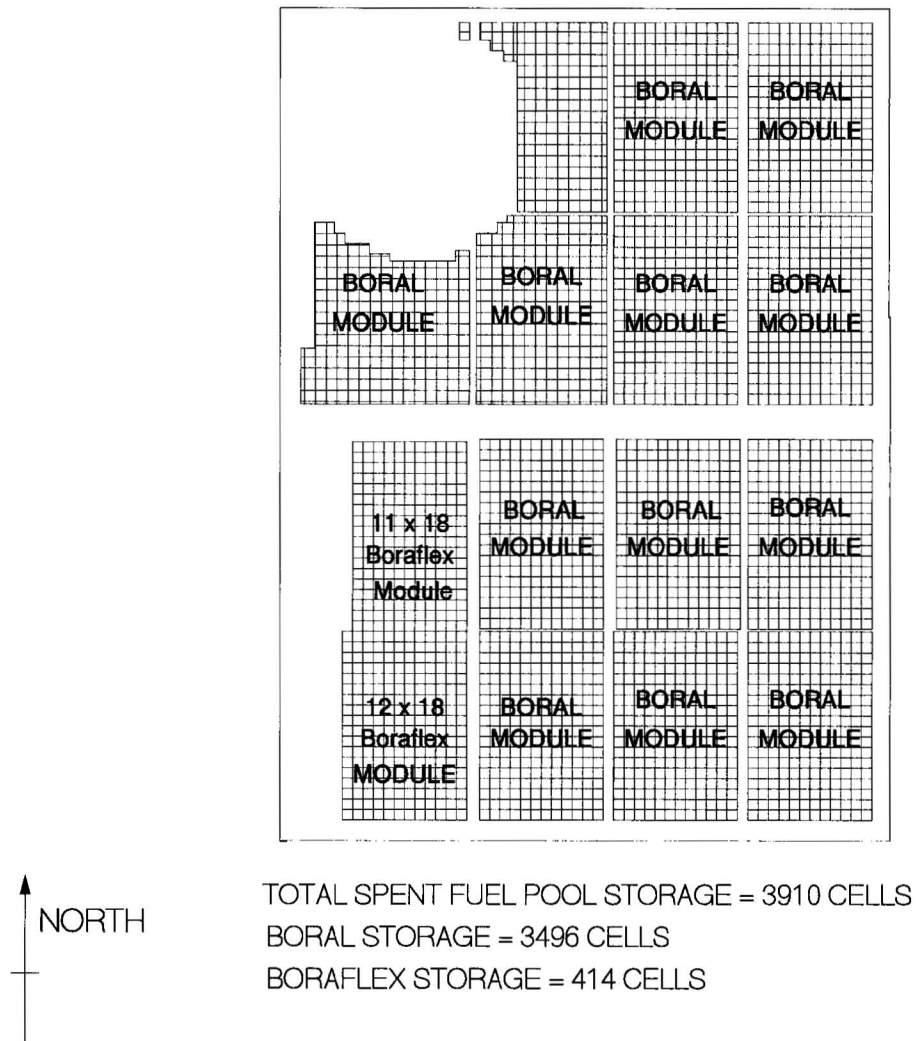 BORAL
MODULE
BORAL
MODULE
BORAL
MODULE
BORAL
MODULE
BORAL
MODULE
BORAL
MODULE
11 x 18
Boraflex
Module
BORAL
MODULE
BORAL
MODULE
BORAL
MODULE
12 x 18
Boraflex
MODULE
BORAL
MODULE
BORAL
MODULE
BORAL
MODULE
NORTH
TOTAL SPENT FUEL POOL STORAGE = 3910 CELLS
BORAL STORAGE = 3496 CELLS
BORAFLEX STORAGE = 414 CELLS